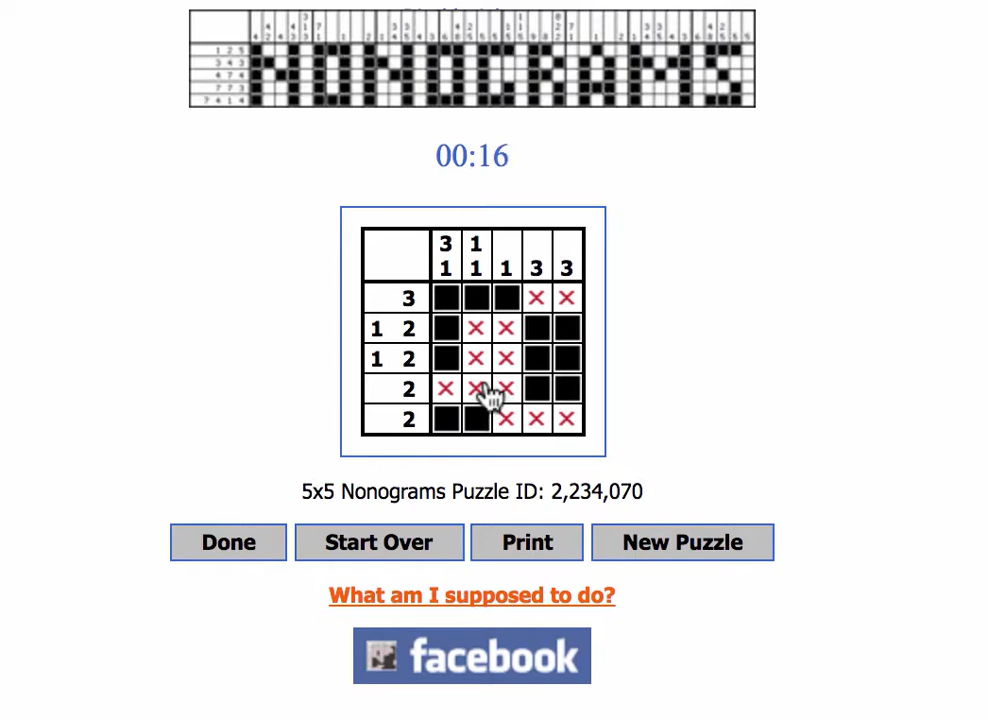 NONOGRAMS
00:16
3 1
1 1 1 3 3
3
1 2
1 2
2
2
5x5 Nonograms Puzzle ID: 2,234,070
Done Start Over Print New Puzzle
What am I supposed to do?
facebook